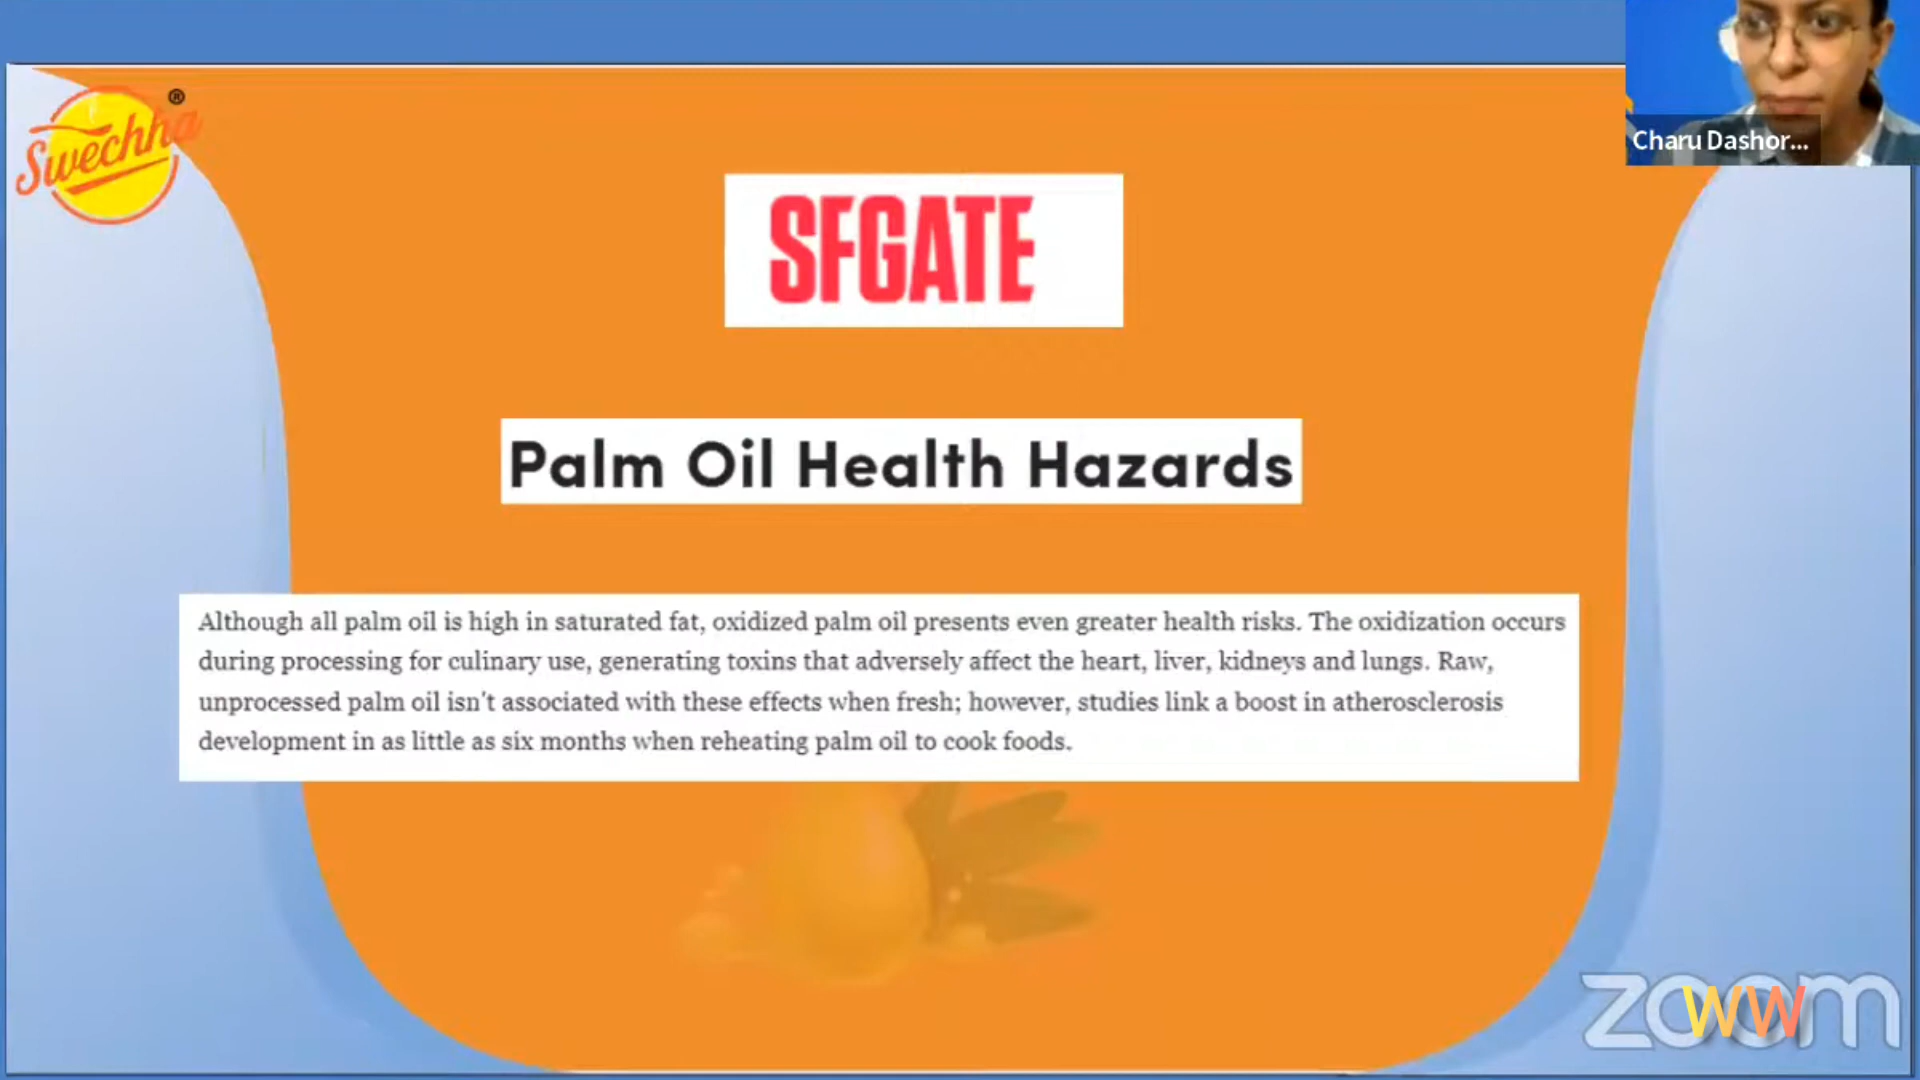 Swechha
®
Charu Dashor...
SFGATE
Palm Oil Health Hazards
Although all palm oil is high in saturated fat, oxidized palm oil presents even greater health risks. The oxidization occurs
during processing for culinary use, generating toxins that adversely affect the heart, liver, kidneys and lungs. Raw,
unprocessed palm oil isn't associated with these effects when fresh; however, studies link a boost in atherosclerosis
development in as little as six months when reheating palm oil to cook foods.
zoom
WW